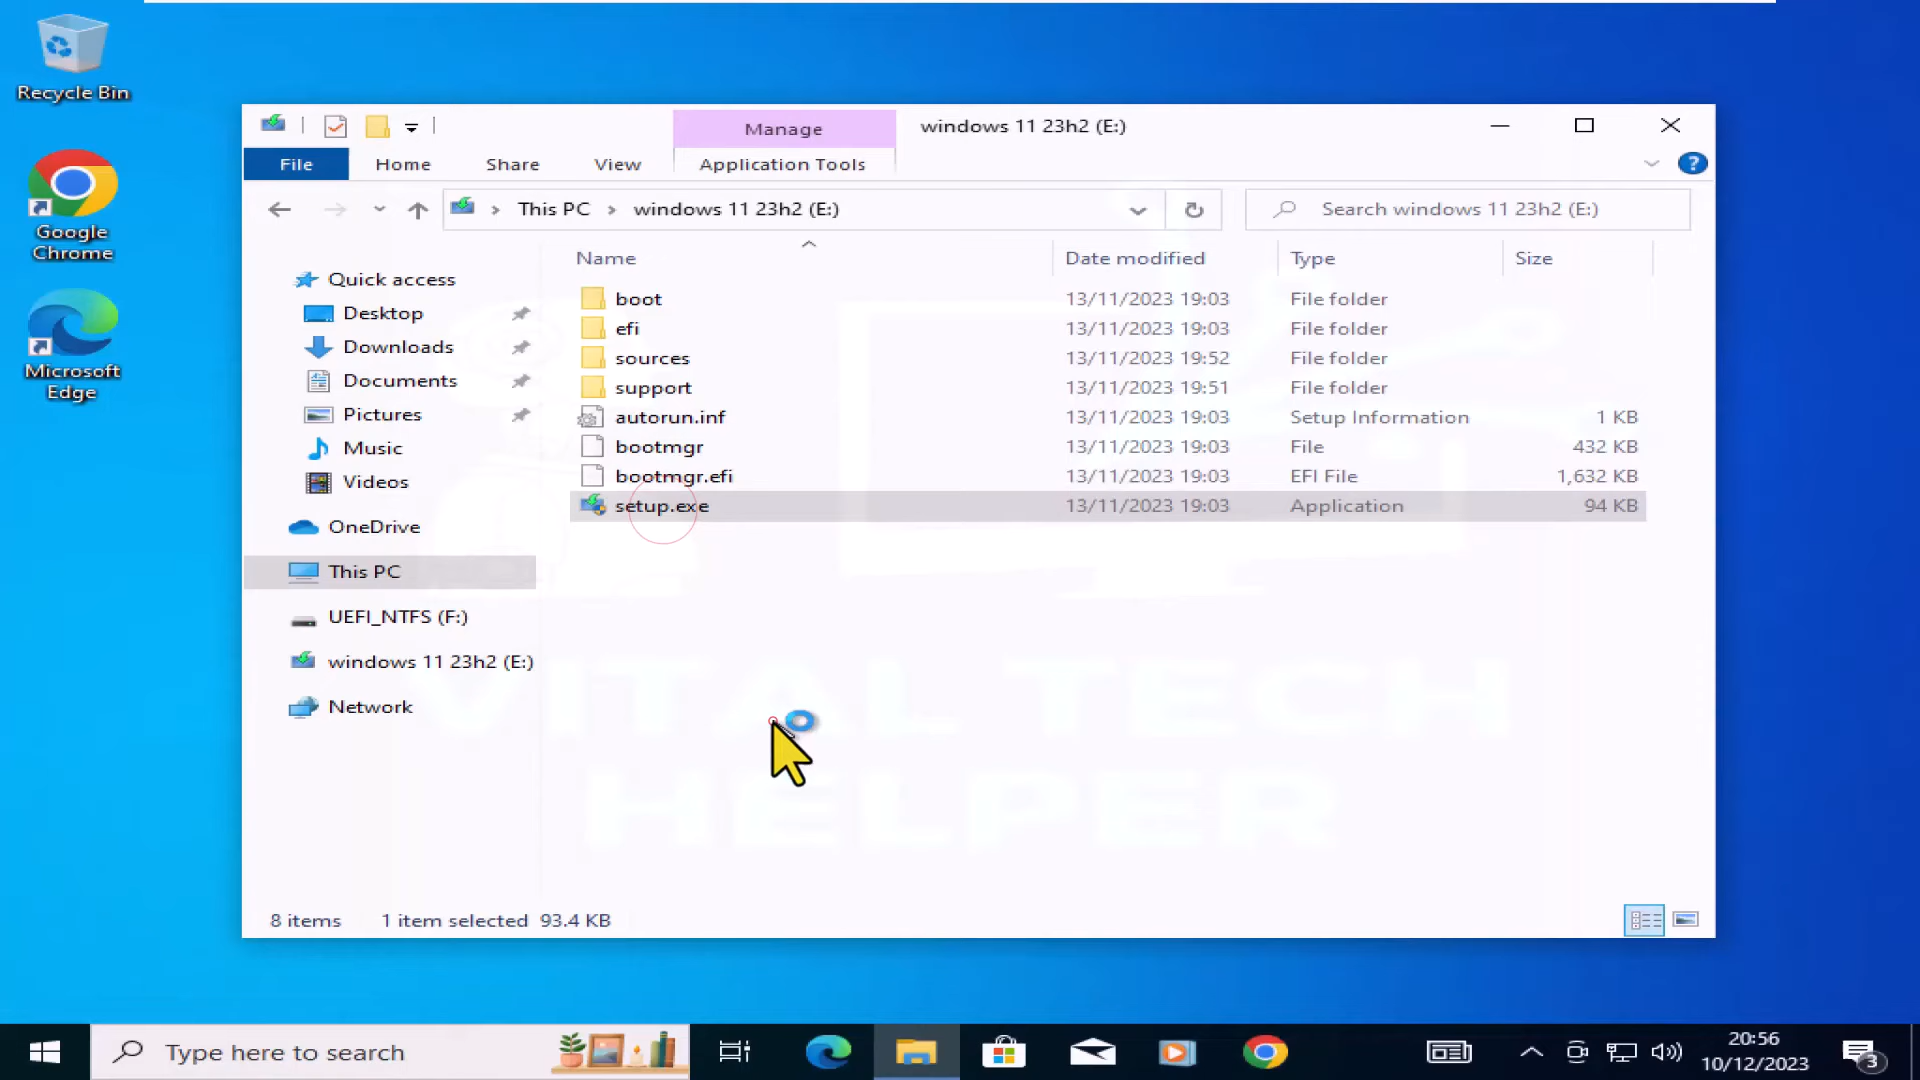 Recycle Bin
Google
Chrome
Microsoft
Edge
Manage
windows 11 23h2 (E:)
File
Home
Share
View
Application Tools
?
This PC
windows 11 23h2 (E:)
Search windows 11 23h2 (E:)
Name
Date modified
Type
Size
boot 13/11/2023 19:03 File folder
efi 13/11/2023 19:03 File folder
sources 13/11/2023 19:52 File folder
support 13/11/2023 19:51 File folder
autorun.inf 13/11/2023 19:03 Setup Information 1 KB
bootmgr 13/11/2023 19:03 File 432 KB
bootmgr.efi 13/11/2023 19:03 EFI File 1,632 KB
setup.exe 13/11/2023 19:03 Application 94 KB
Quick access
Desktop
Downloads
Documents
Pictures
Music
Videos
OneDrive
This PC
UEFI_NTFS (F:)
windows 11 23h2 (E:)
Network
VITAL TECH
HELPER
8 items 1 item selected 93.4 KB
Type here to search
20:56
10/12/2023
3